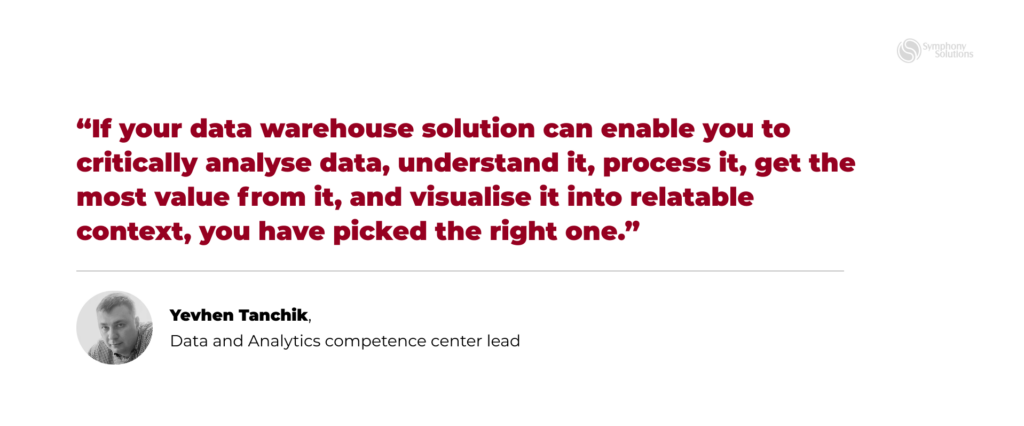 Symphony
Solutions
“If your data warehouse solution can enable you to
critically analyse data, understand it, process it, get the
most value from it, and visualise it into relatable
context, you have picked the right one.”
Yevhen Tanchik,
Data and Analytics competence center lead